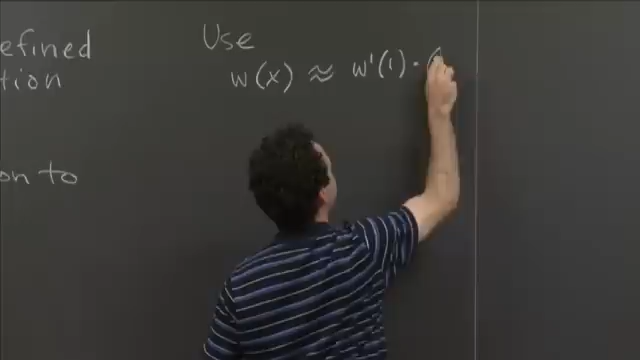 efined
tion
on to
Use
w(x) ≈ w'(1) · (